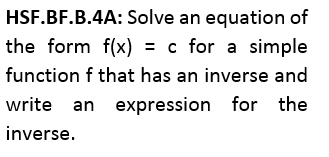 HSF.BF.B.4A: Solve an equation of
the form f(x) = c for a simple
function f that has an inverse and
write an expression for the
inverse.